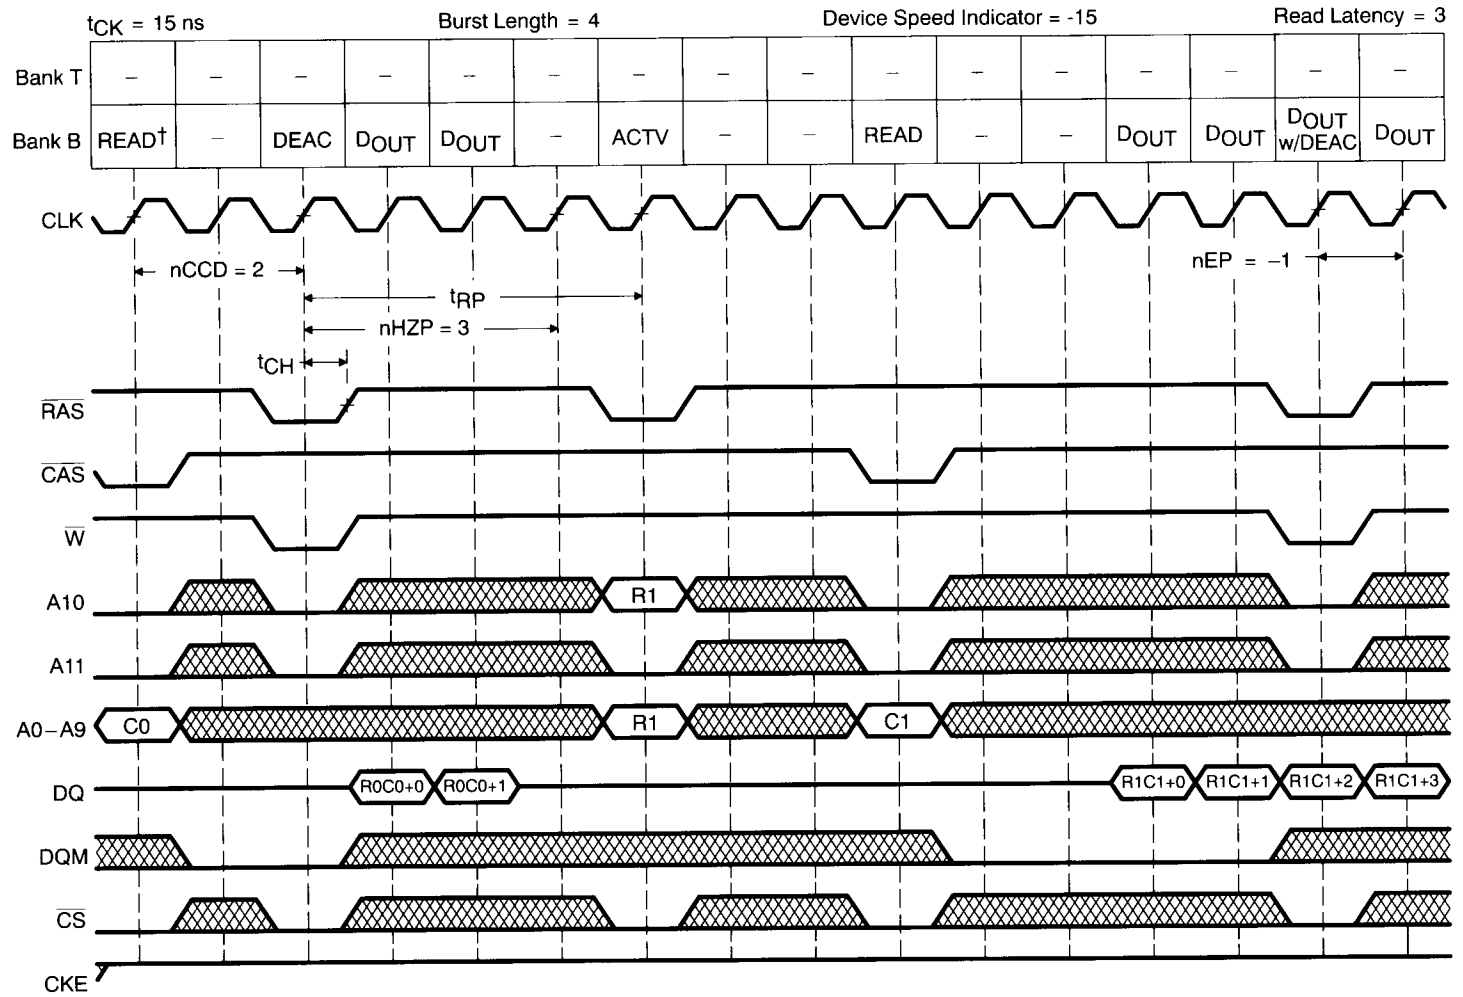 tCK = 15 ns Burst Length = 4 Device Speed Indicator = -15 Read Latency = 3
Bank T – – – – – – – – – – – – – – – –
Bank B READ† – DEAC DOUT DOUT – ACTV – – READ – – DOUT DOUT DOUT w/DEAC DOUT
CLK
nCCD = 2 nEP = –1
tRP
nHZP = 3
tCH
RAS
CAS
W
A10 R1
A11
A0–A9 C0 R1 C1
DQ R0C0+0 R0C0+1 R1C1+0 R1C1+1 R1C1+2 R1C1+3
DQM
CS
CKE